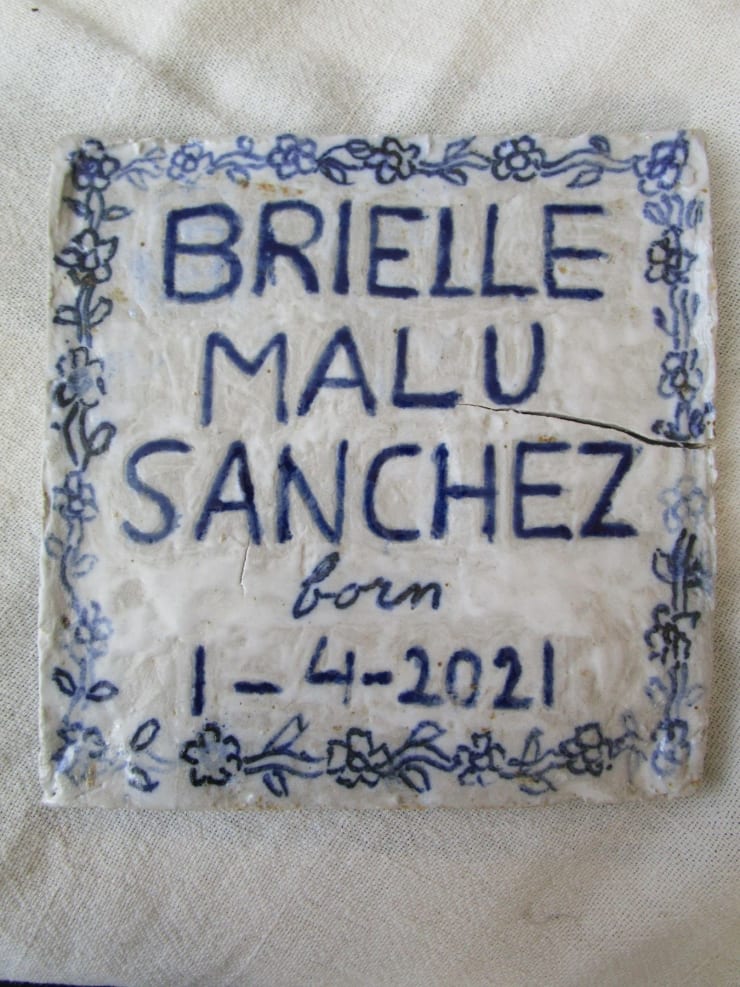 BRIELLE
MALU
SANCHEZ
born
1-4-2021